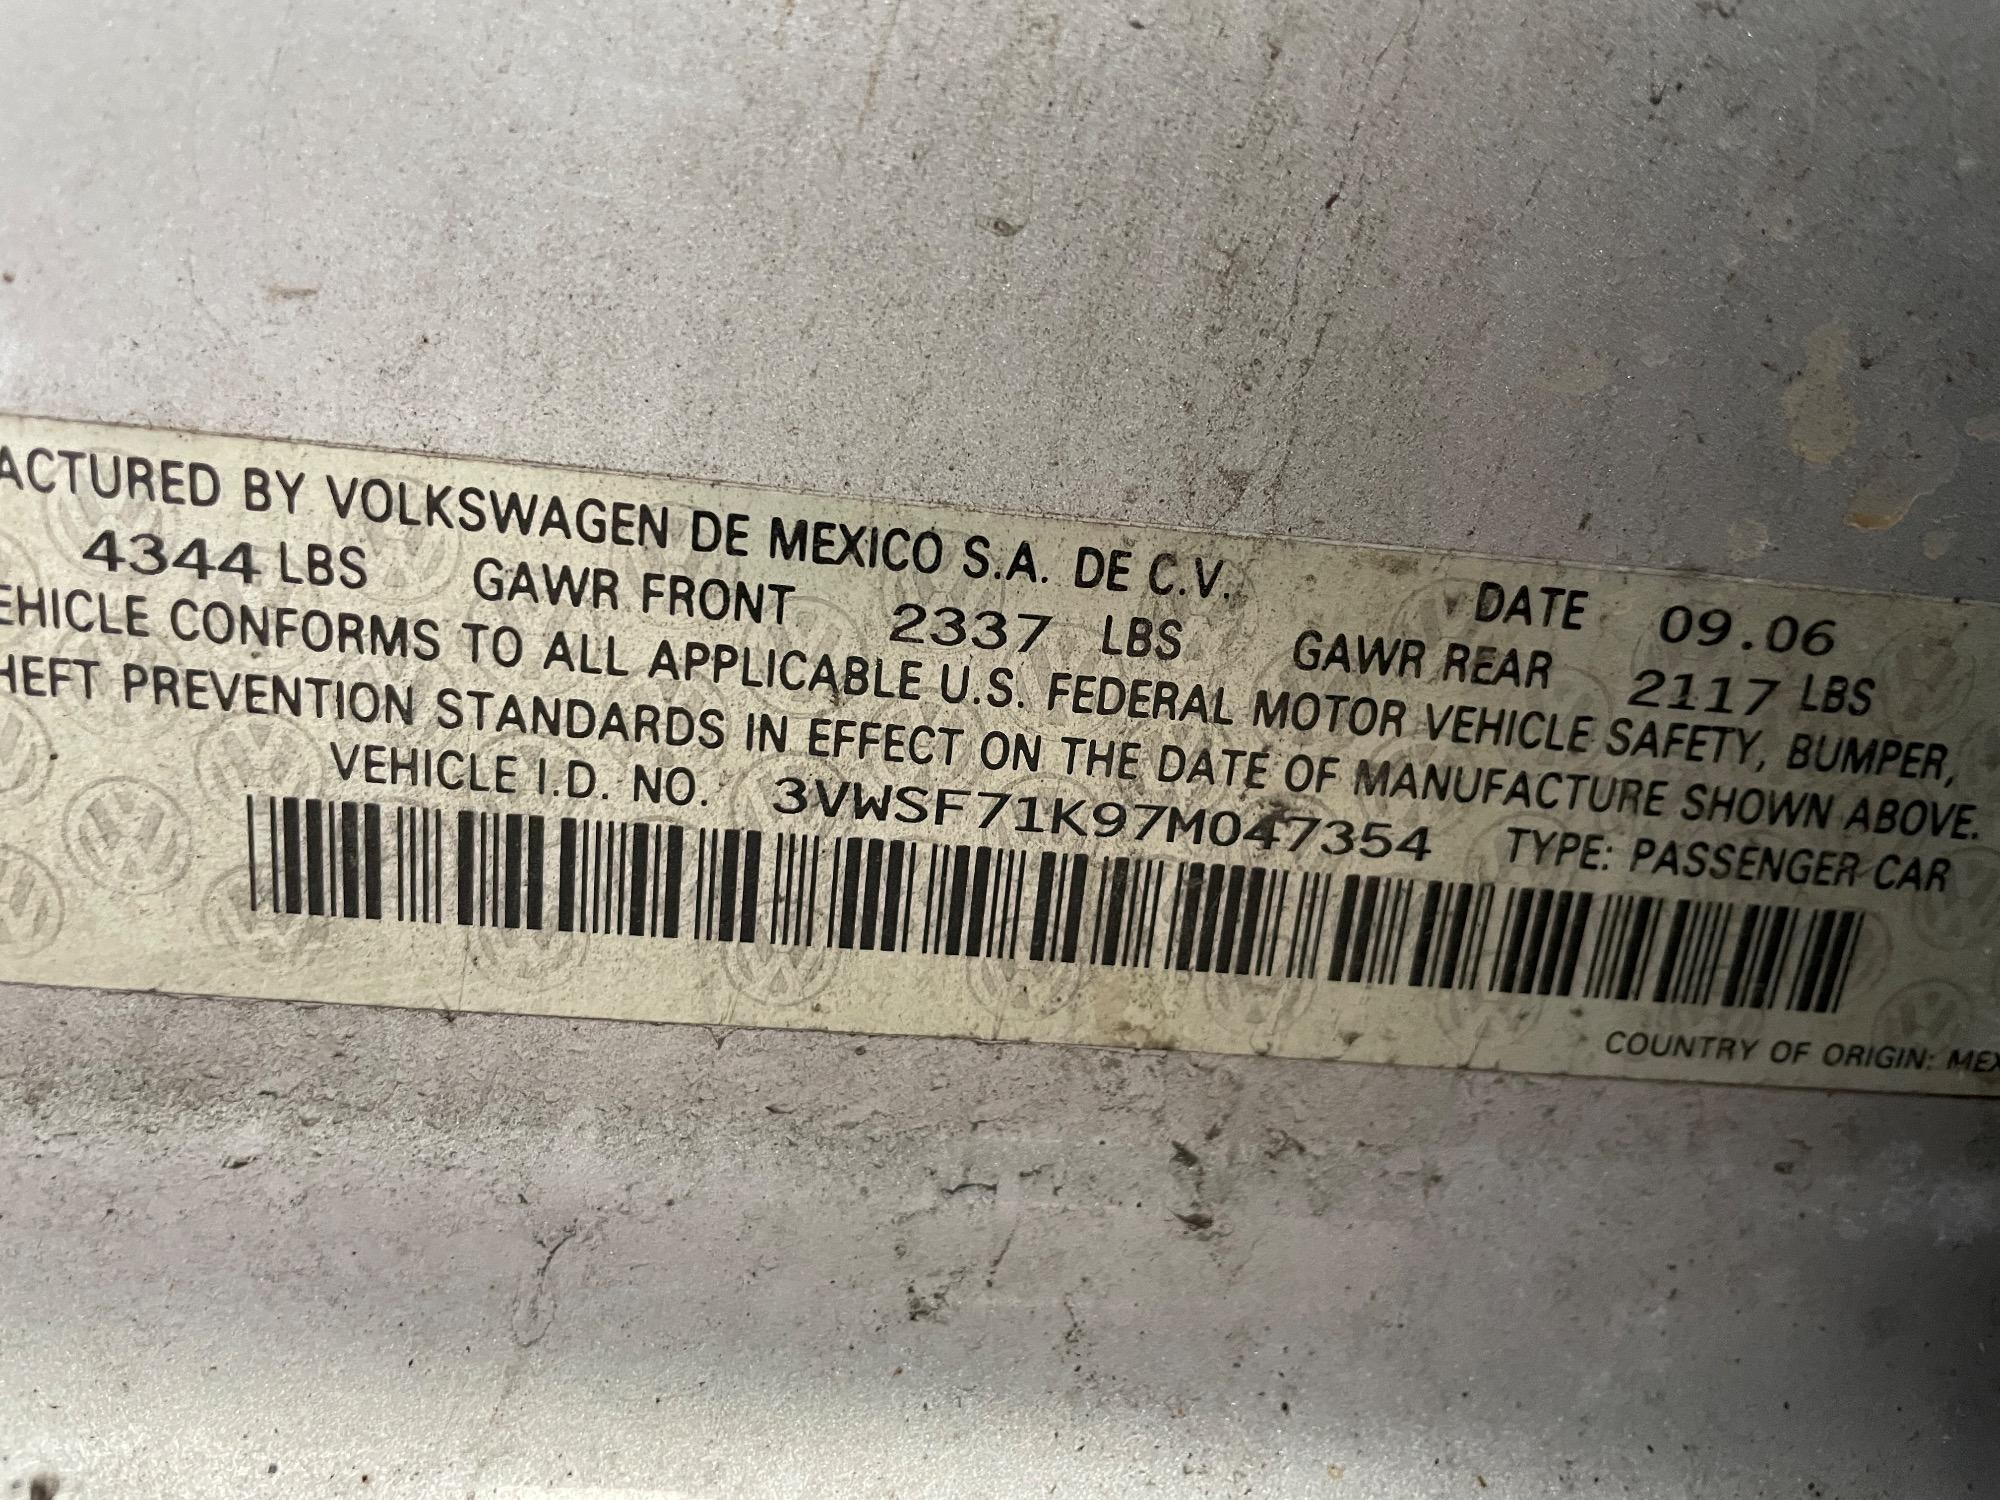 ACTURED BY VOLKSWAGEN DE MEXICO S.A. DE C.V. DATE 09.06
4344 LBS GAWR FRONT 2337 LBS GAWR REAR 2117 LBS
EHICLE CONFORMS TO ALL APPLICABLE U.S. FEDERAL MOTOR VEHICLE SAFETY, BUMPER,
HEFT PREVENTION STANDARDS IN EFFECT ON THE DATE OF MANUFACTURE SHOWN ABOVE.
VEHICLE I.D. NO. 3VWSF71K97M047354 TYPE: PASSENGER CAR
COUNTRY OF ORIGIN: MEX